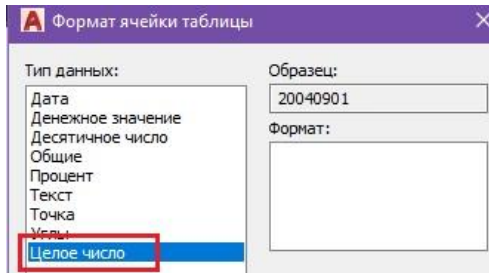 A Формат ячейки таблицы
Тип данных:
Образец:
Дата
Денежное значение
Десятичное число
Общие
Процент
Текст
Точка
Углы
Целое число
20040901
Формат: